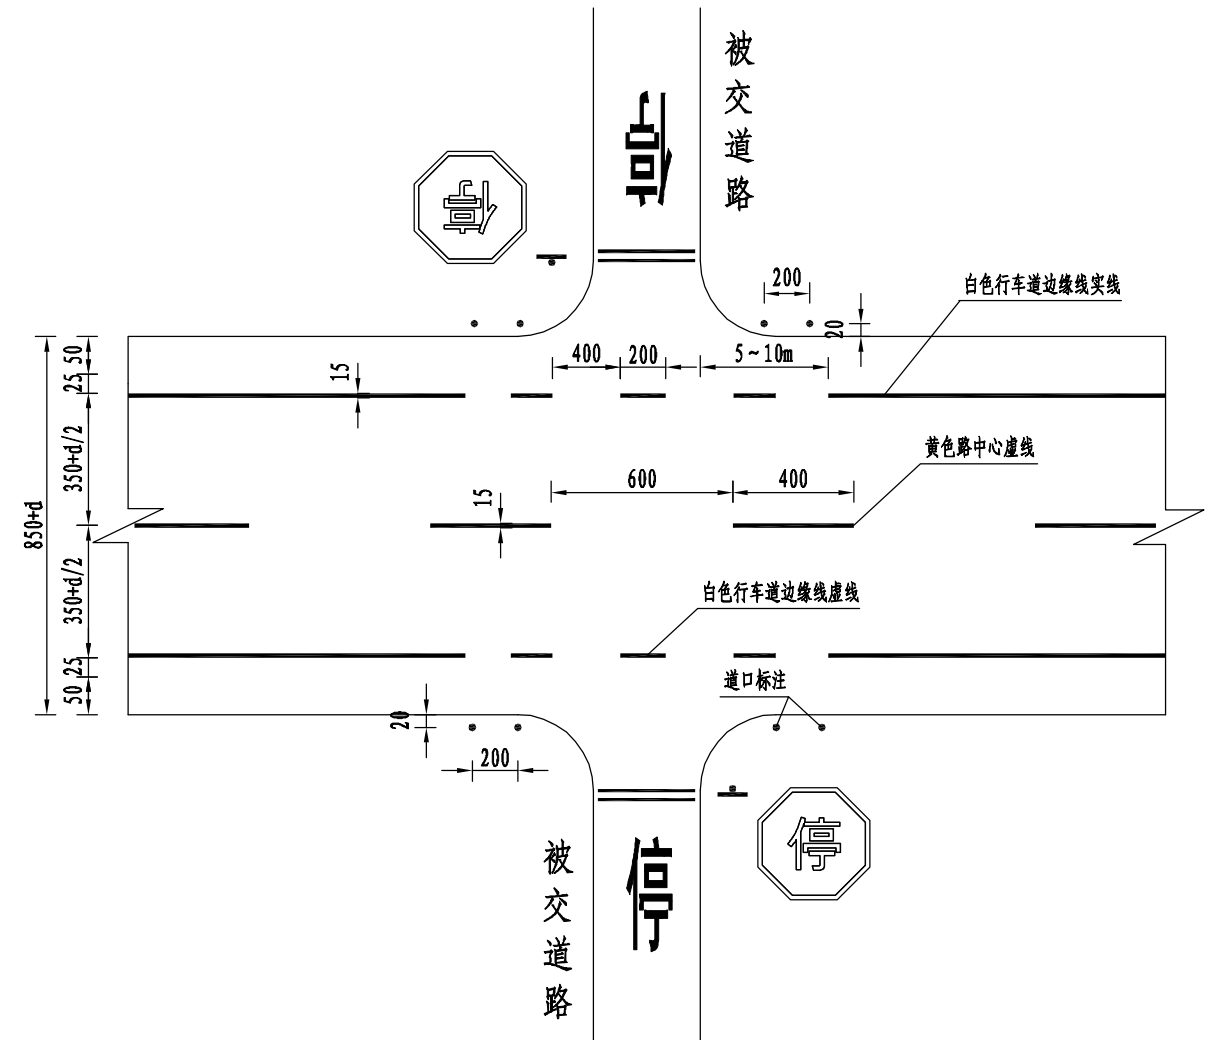 被交道路
停
停
200
白色行车道边缘线实线
20
50
25
15
400
200
5~10m
350+d/2
黄色路中心虚线
600
400
15
850+d
350+d/2
白色行车道边缘线虚线
25
50
道口标注
20
200
停
停
被交道路